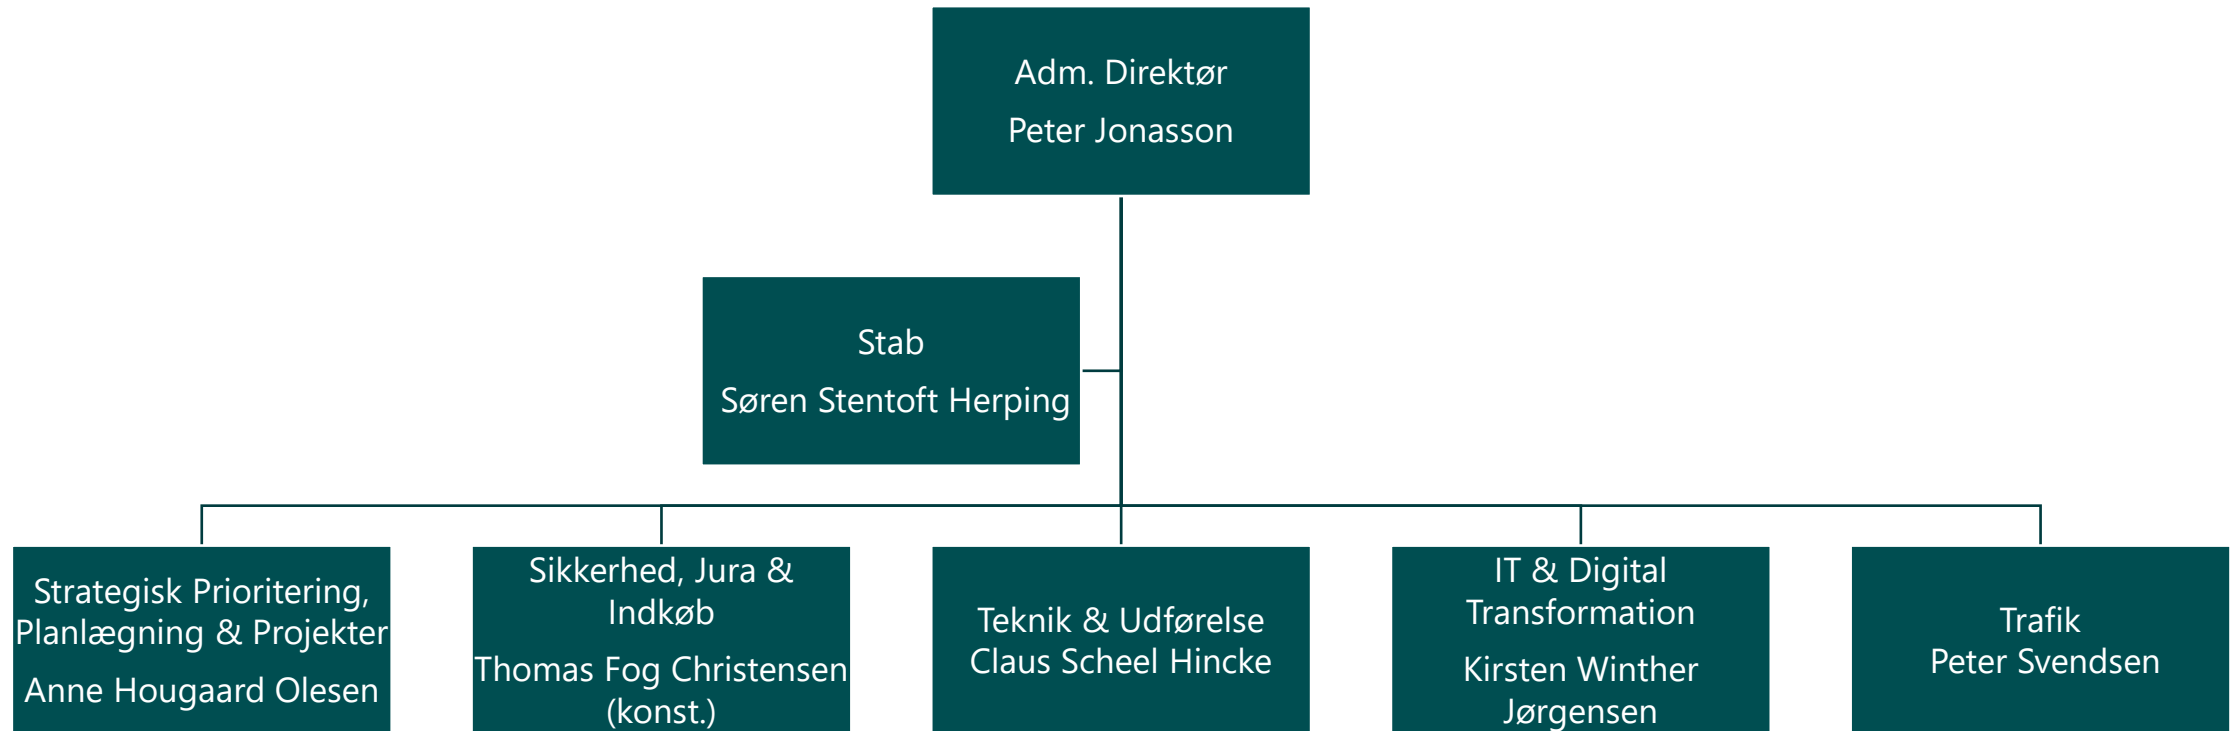 Adm. Direktør
Peter Jonasson
Stab
Søren Stentoft Herping
Strategisk Prioritering,
Planlægning & Projekter
Anne Hougaard Olesen
Sikkerhed, Jura &
Indkøb
Thomas Fog Christensen
(konst.)
Teknik & Udførelse
Claus Scheel Hincke
IT & Digital
Transformation
Kirsten Winther
Jørgensen
Trafik
Peter Svendsen